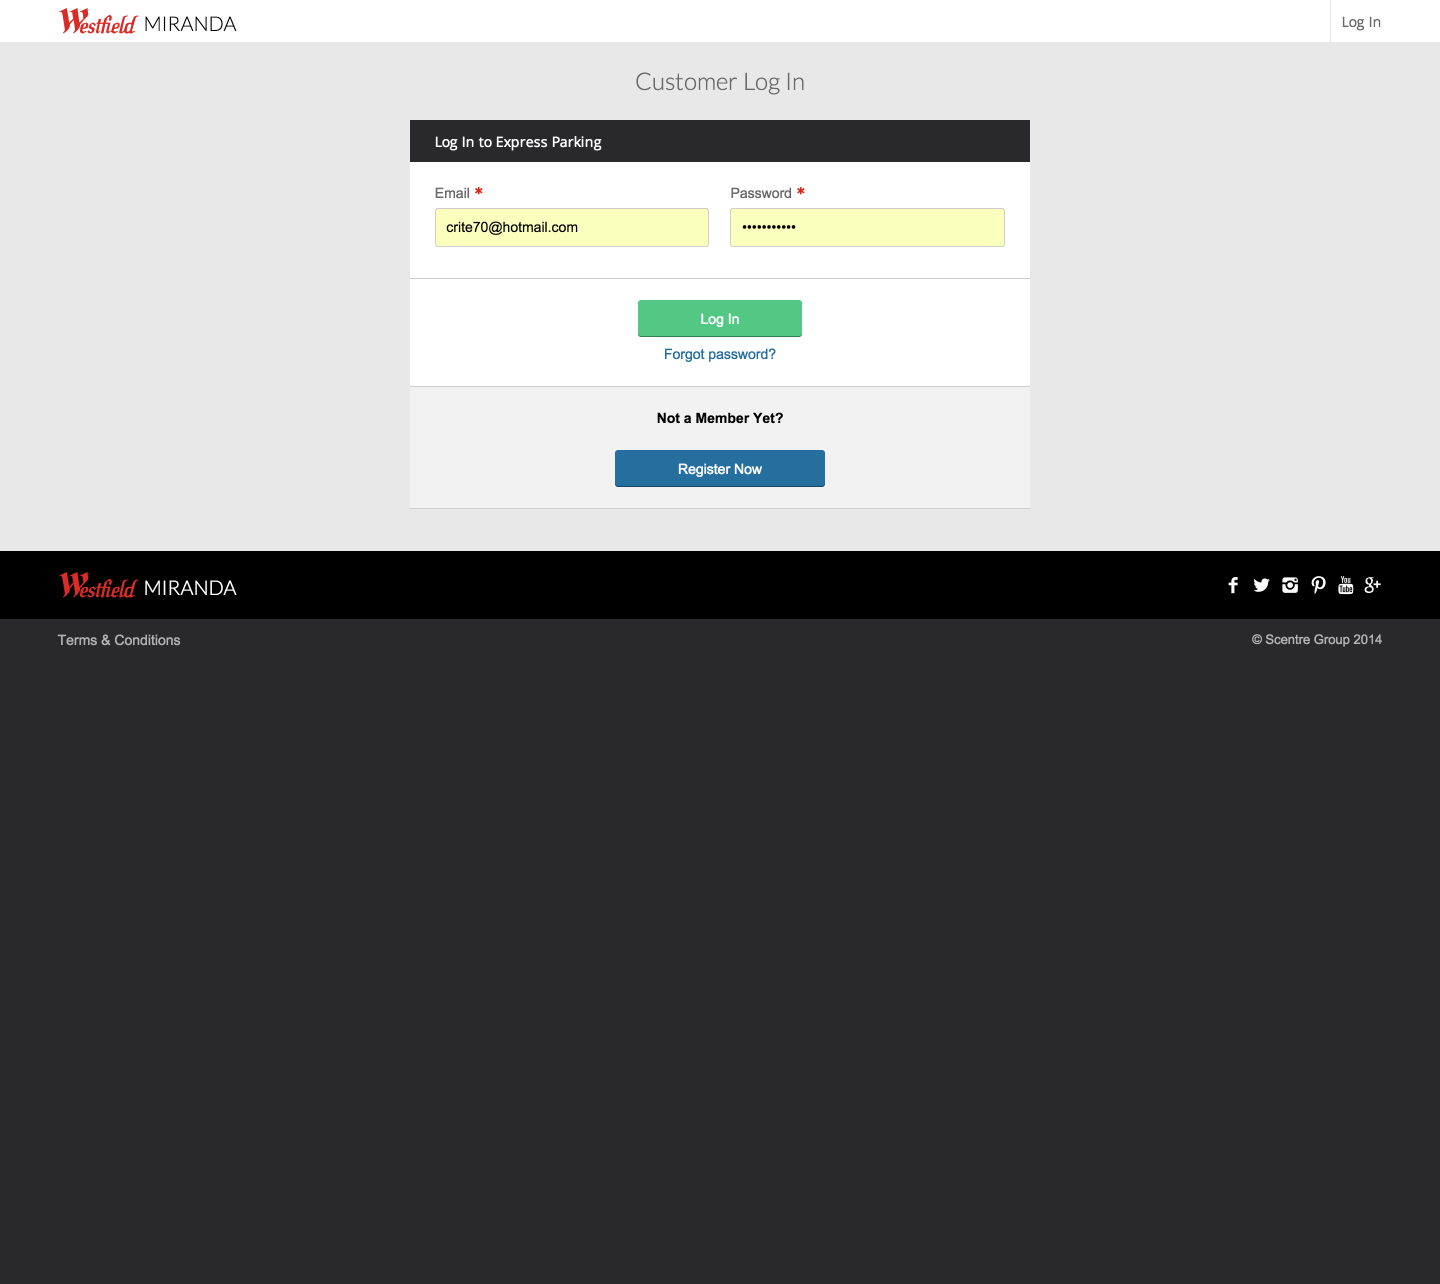 Westfield MIRANDA
Log In
Customer Log In
Log In to Express Parking
Email *
Password *
crite70@hotmail.com
•••••••••••
Log In
Forgot password?
Not a Member Yet?
Register Now
Westfield MIRANDA
You Tube
g+
Terms & Conditions
© Scentre Group 2014